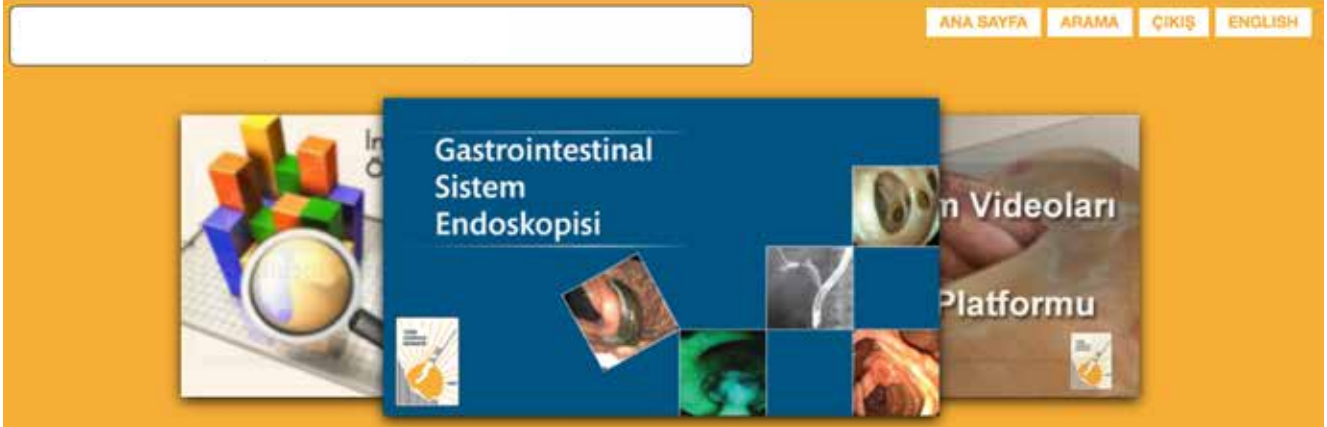 ANA SAYFA ARAMA ÇIKIŞ ENGLISH
Gastrointestinal
Sistem
Endoskopisi
m Videoları
Platformu